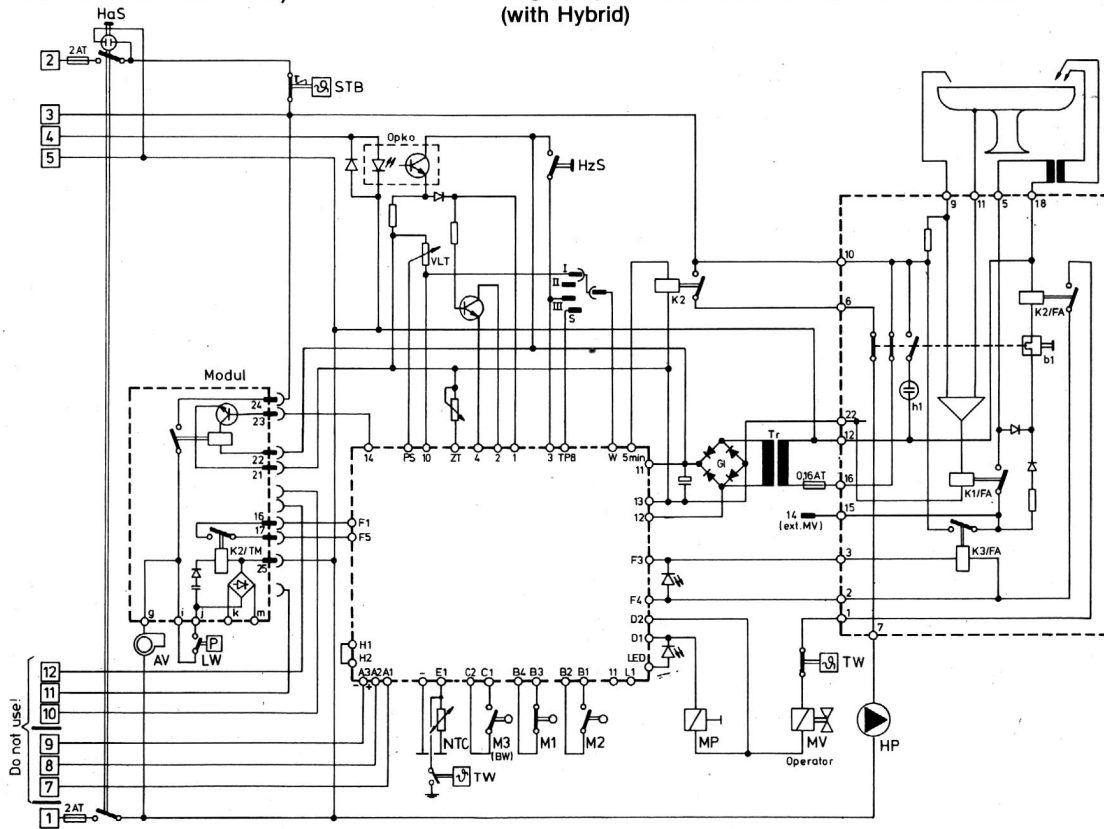 (with Hybrid)
HaS
2
2AT
STB
3
4
5
Opko
HzS
VLT
I
II
III
S
K2
9
11
5
18
10
6
K2/FA
b1
h1
Modul
24
23
22
21
16
17
K2/TM
25
g
i
j
k
m
AV
P
LW
14
PS
10
ZT
4
2
1
3
TP8
W
5min
11
Gl
Tr
0,16AT
13
12
22
12
16
K1/FA
14
(ext.MV)
15
F1
F5
F3
3
K3/FA
F4
2
D2
1
D1
7
LED
H1
H2
A3
A2
A1
-
+
-
E1
C2
C1
B4
B3
B2
B1
11
L1
TW
NTC
M3
(BW)
M1
M2
MP
MV
Operator
HP
TW
Do not use!
12
11
10
9
8
7
1
2AT